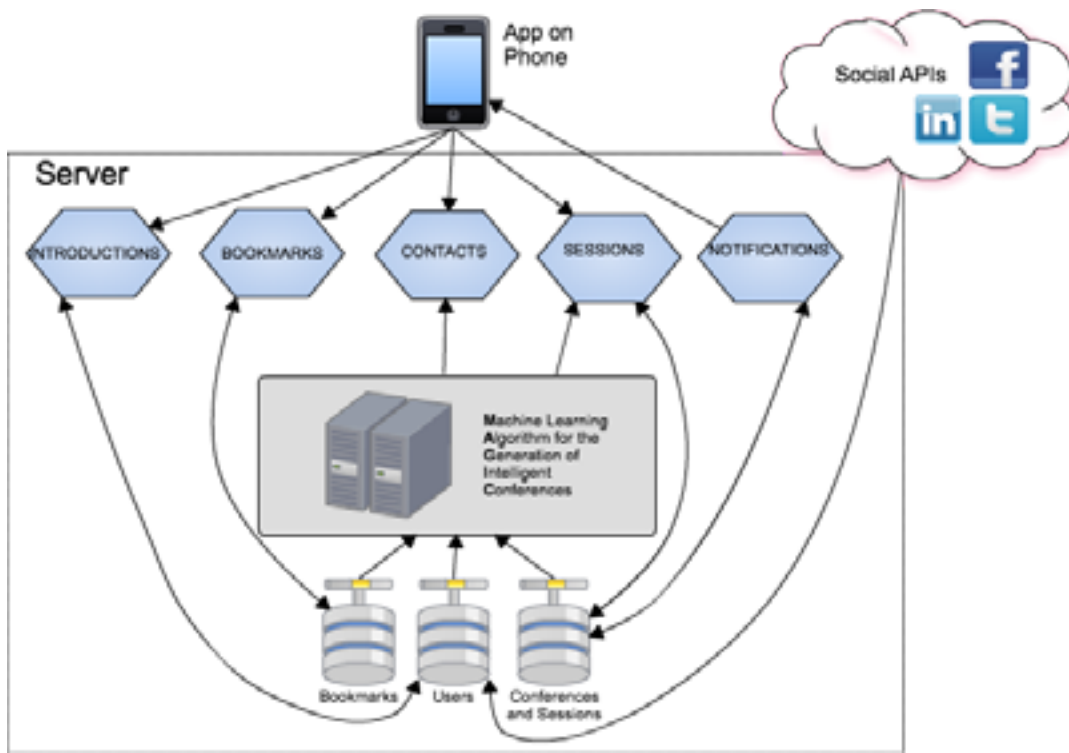 App on
Phone
Social APIs
f
in
t
Server
INTRODUCTIONS
BOOKMARKS
CONTACTS
SESSIONS
NOTIFICATIONS
Machine Learning
Algorithm for the
Generation of
Intelligent
Conferences
Bookmarks
Users
Conferences
and Sessions